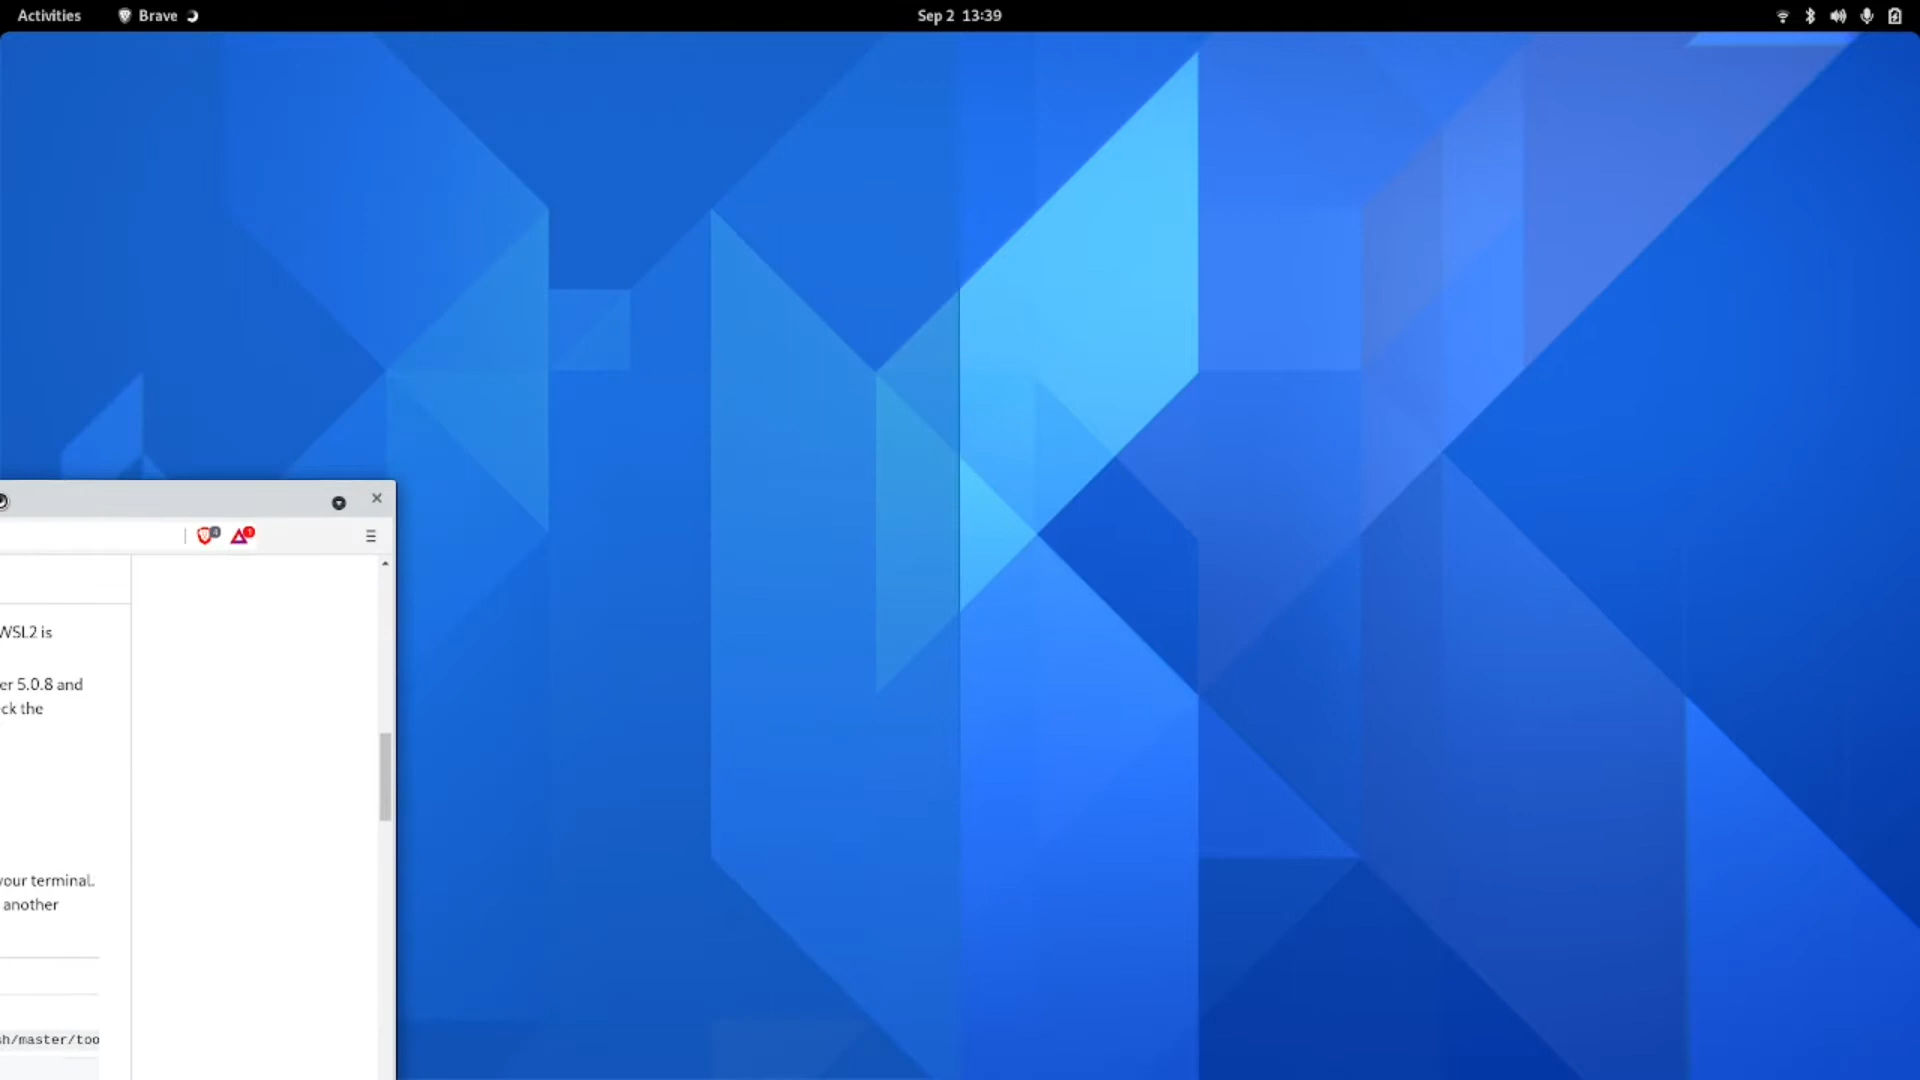 Activities
Brave
Sep 2 13:39
WSL2 is
er 5.0.8 and
ck the
your terminal.
another
sh/master/too